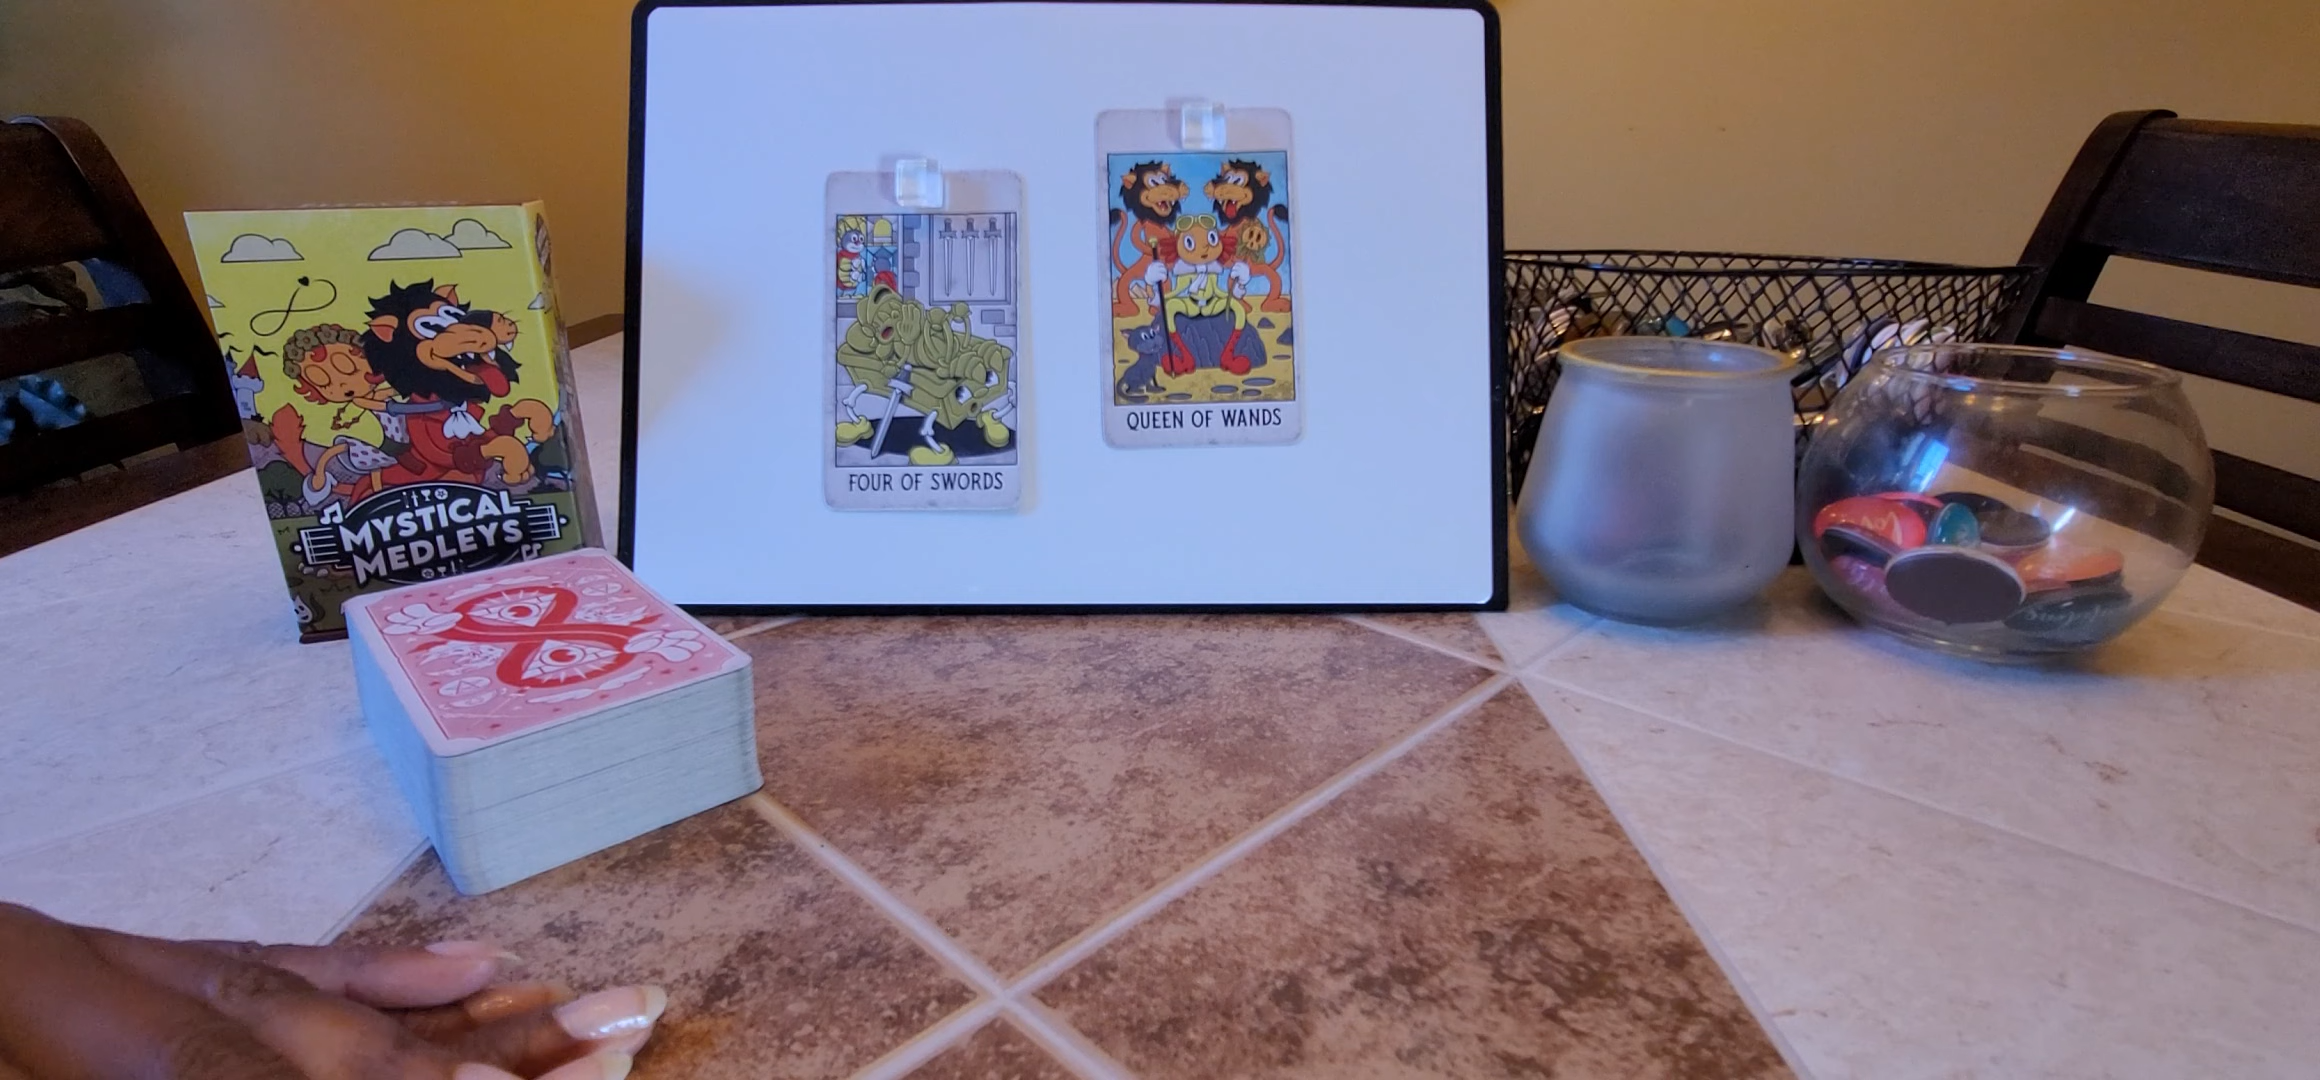 MYSTICAL
MEDLEYS
FOUR OF SWORDS
QUEEN OF WANDS